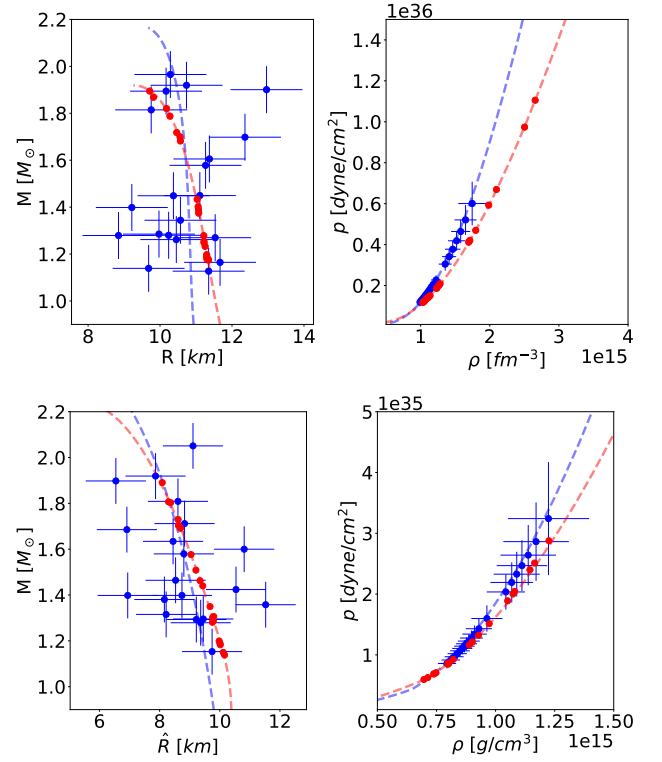 1e36
2.2
2.0
1.8
1.6
1.4
1.2
1.0
M [M⊙]
8 10 12 14
R [km]
1.4
1.2
1.0
0.8
0.6
0.4
0.2
p [dyne/cm²]
1 2 3 4
ρ [fm⁻³]
1e15
1e35
2.2
2.0
1.8
1.6
1.4
1.2
1.0
M [M⊙]
6 8 10 12
R̂ [km]
5
4
3
2
1
p [dyne/cm²]
0.50 0.75 1.00 1.25 1.50
ρ [g/cm³]
1e15